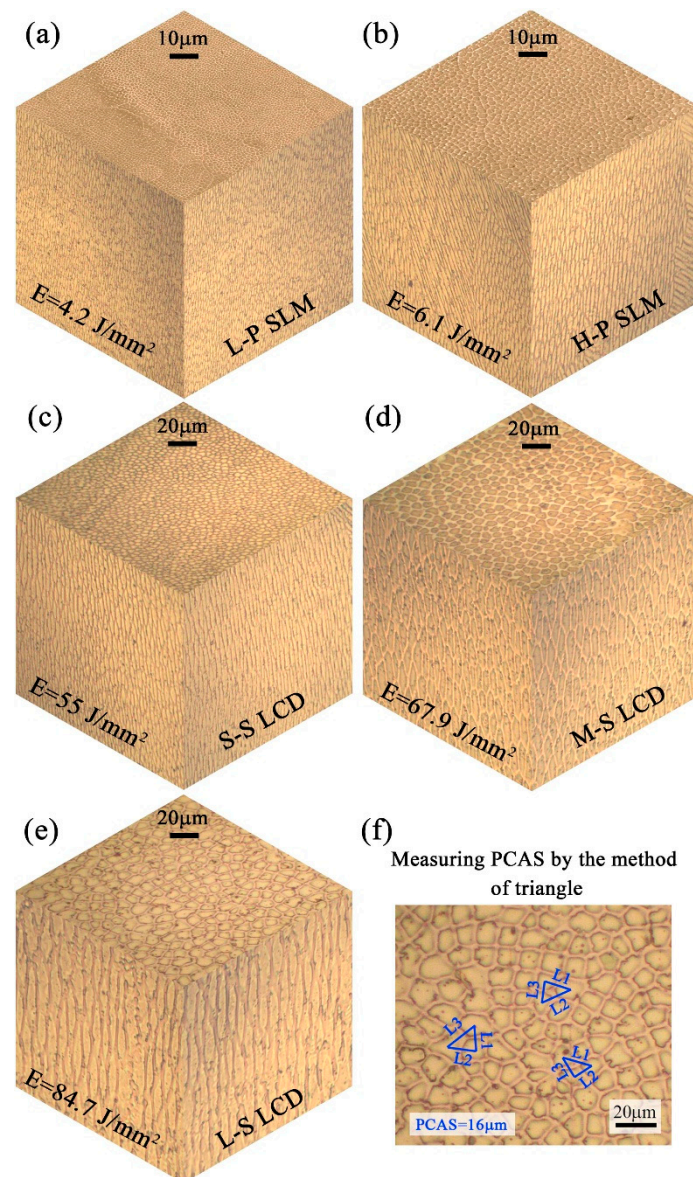 (a)
10μm
E=4.2 J/mm²
L-P SLM
(b)
10μm
E=6.1 J/mm²
H-P SLM
(c)
20μm
E=55 J/mm²
S-S LCD
(d)
20μm
E=67.9 J/mm²
M-S LCD
(e)
20μm
E=84.7 J/mm²
L-S LCD
(f)
Measuring PCAS by the method
of triangle
L1
L3
L2
L3
L1
L2
L1
L3
L2
PCAS=16μm
20μm